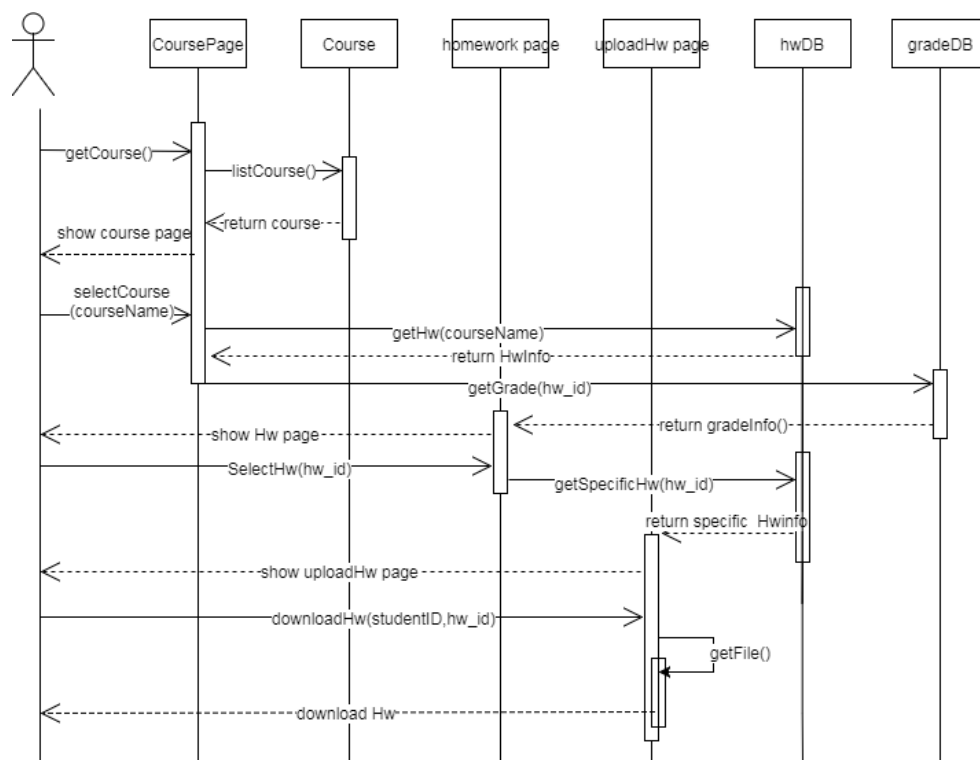 CoursePage
Course
homework page
uploadHw page
hwDB
gradeDB
getCourse()
listCourse()
return course
show course page
selectCourse
(courseName)
getHw(courseName)
return HwInfo
getGrade(hw_id)
return gradeInfo()
show Hw page
SelectHw(hw_id)
getSpecificHw(hw_id)
return specific  Hwinfo
show uploadHw page
downloadHw(studentID,hw_id)
getFile()
download Hw